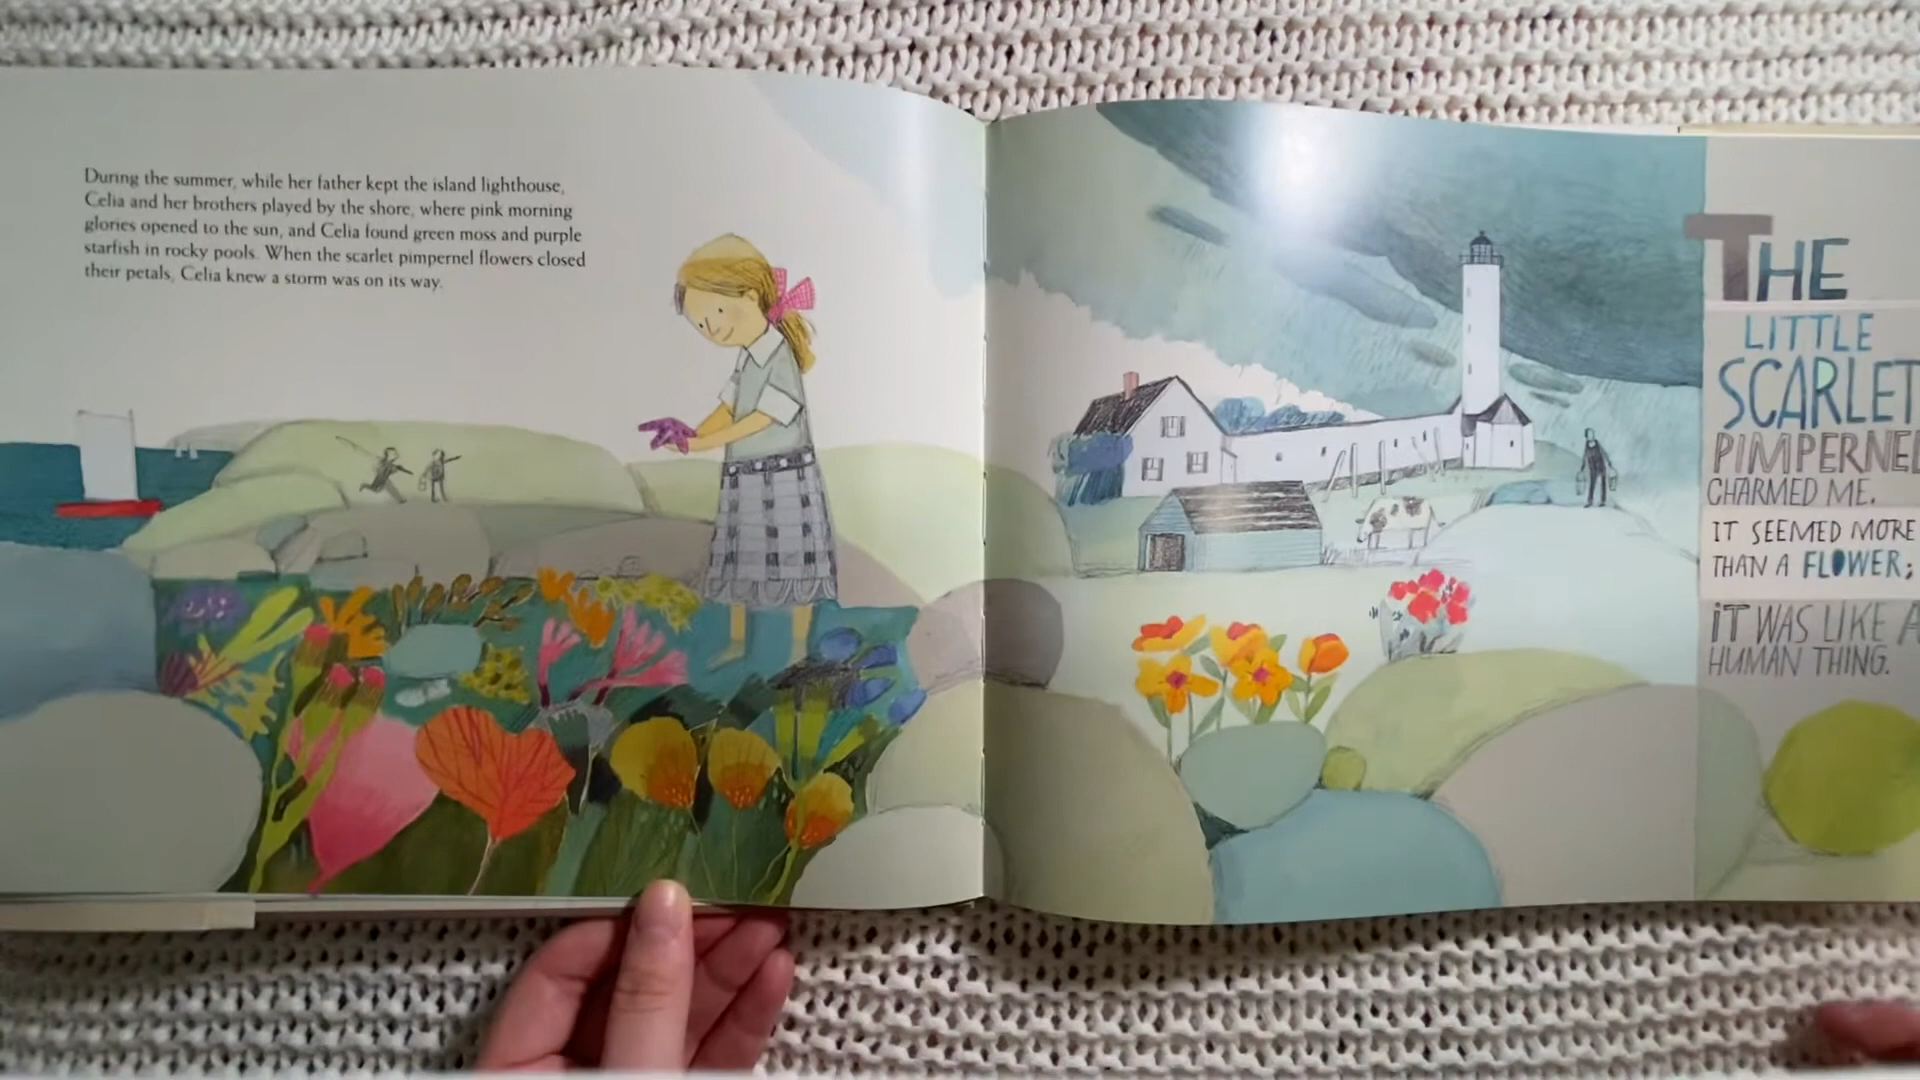 During the summer, while her father kept the island lighthouse,
Celia and her brothers played by the shore, where pink morning
glories opened to the sun, and Celia found green moss and purple
starfish in rocky pools. When the scarlet pimpernel flowers closed
their petals, Celia knew a storm was on its way.
THE
LITTLE
SCARLET
PIMPERNEL
CHARMED ME.
IT SEEMED MORE
THAN A FLOWER;
IT WAS LIKE A
HUMAN THING.